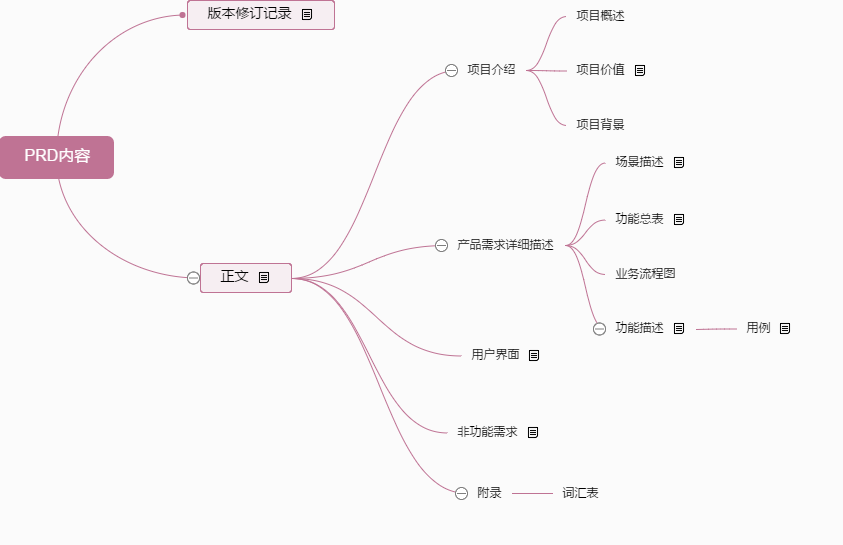 版本修订记录
PRD内容
正文
项目介绍
项目概述
项目价值
项目背景
产品需求详细描述
场景描述
功能总表
业务流程图
功能描述
用例
用户界面
非功能需求
附录
词汇表